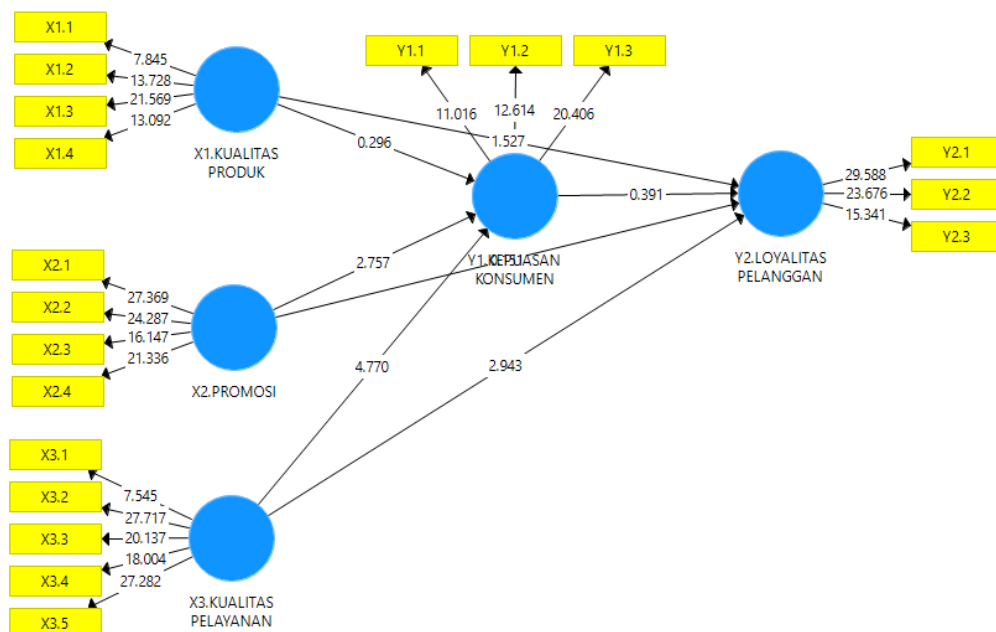 X1.1
X1.2
X1.3
X1.4
7.845
13.728
21.569
13.092
X1.KUALITAS
PRODUK
Y1.1
Y1.2
Y1.3
11.016
12.614
20.406
1.527
0.296
0.391
Y2.1
Y2.2
Y2.3
29.588
23.676
15.341
Y2.LOYALITAS
PELANGGAN
KONSUMEN
X2.1
X2.2
X2.3
X2.4
27.369
24.287
16.147
21.336
X2.PROMOSI
2.757
4.770
2.943
X3.1
X3.2
X3.3
X3.4
X3.5
7.545
27.717
20.137
18.004
27.282
X3.KUALITAS
PELAYANAN